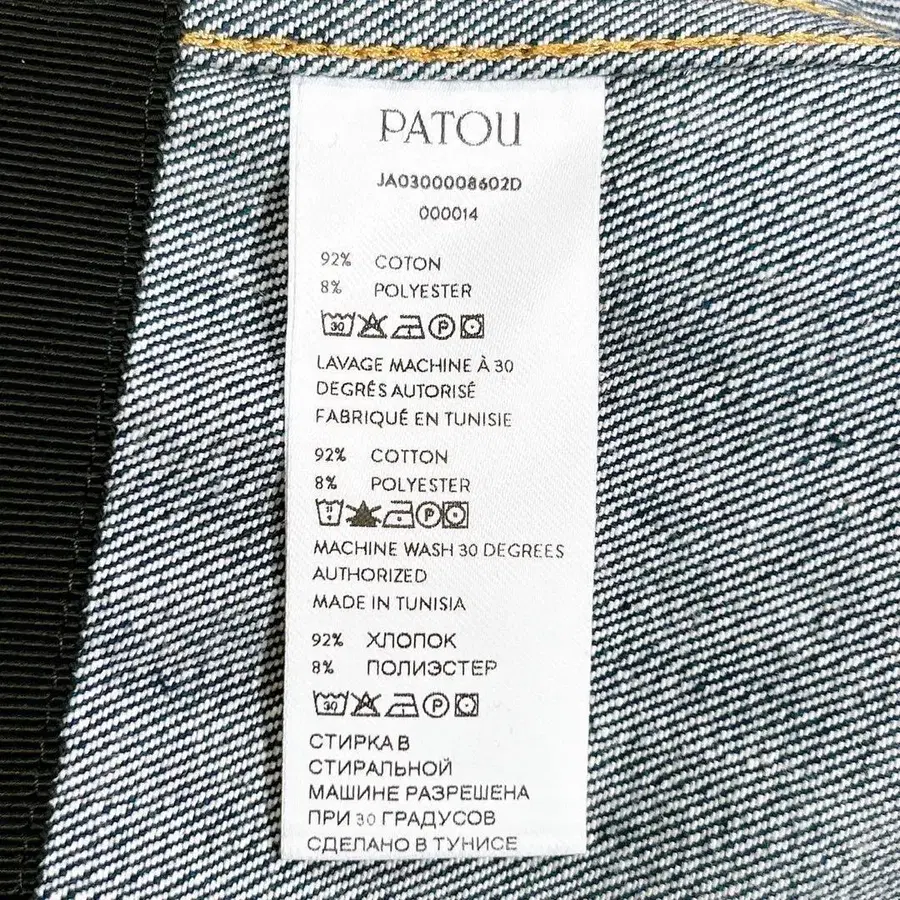 PATOU
JA0300008602D
000014
92% COTON
8% POLYESTER
30 P
LAVAGE MACHINE À 30
DEGRÉS AUTORISÉ
FABRIQUÉ EN TUNISIE
92% COTTON
8% POLYESTER
P
MACHINE WASH 30 DEGREES
AUTHORIZED
MADE IN TUNISIA
92% ХЛОПОК
8% ПОЛИЭСТЕР
30 P
СТИРКА В
СТИРАЛЬНОЙ
МАШИНЕ РАЗРЕШЕНА
ПРИ 30 ГРАДУСОВ
СДЕЛАНО В ТУНИСЕ